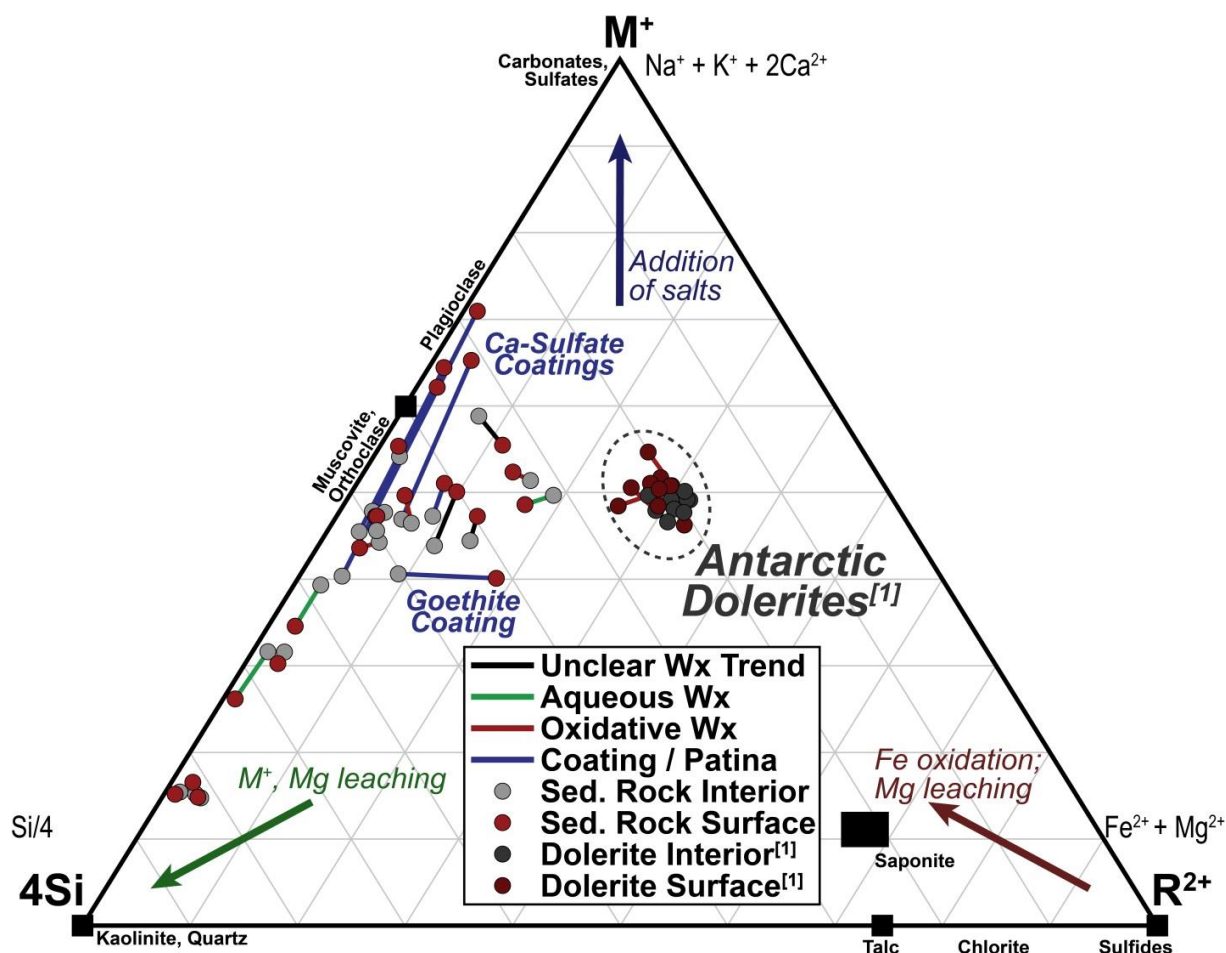 M⁺
Carbonates,
Sulfates
Na⁺ + K⁺ + 2Ca²⁺
Addition
of salts
Plagioclase
Ca-Sulfate
Coatings
Muscovite,
Orthoclase
Antarctic
Dolerites[1]
Goethite
Coating
Unclear Wx Trend
Aqueous Wx
Oxidative Wx
Coating / Patina
Sed. Rock Interior
Sed. Rock Surface
Dolerite Interior[1]
Dolerite Surface[1]
M⁺, Mg leaching
Fe oxidation;
Mg leaching
Si/4
4Si
Kaolinite, Quartz
Saponite
Fe²⁺ + Mg²⁺
R²⁺
Talc
Chlorite
Sulfides